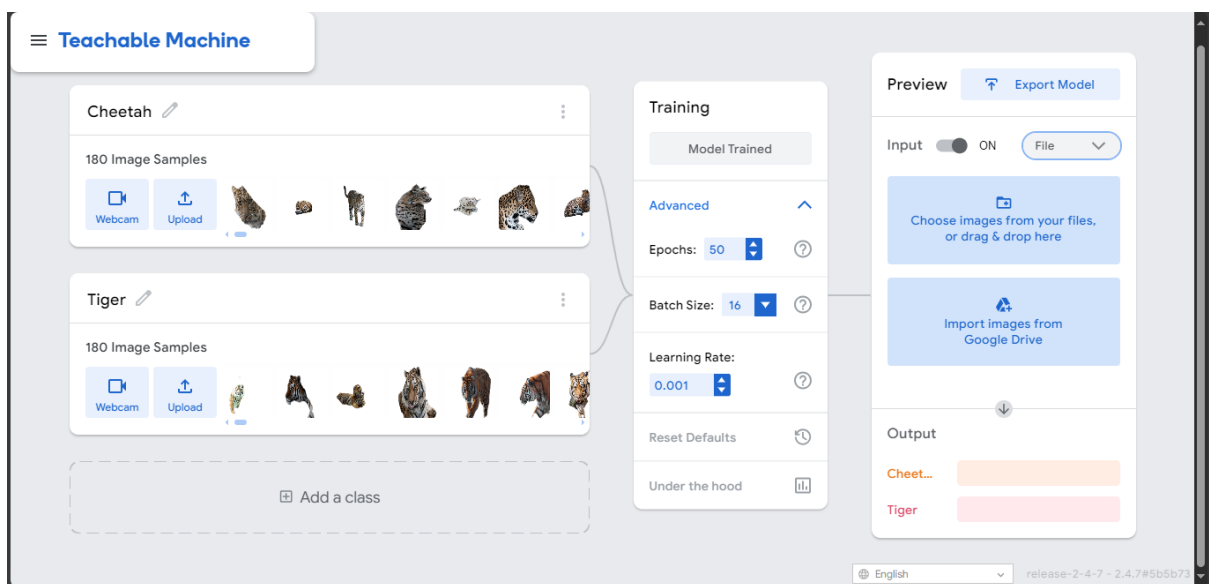 Teachable Machine
Cheetah
180 Image Samples
Webcam
Upload
Tiger
180 Image Samples
Webcam
Upload
Add a class
Training
Model Trained
Advanced
Epochs: 50
Batch Size: 16
Learning Rate:
0.001
Reset Defaults
Under the hood
Preview
Export Model
Input ON File
Choose images from your files,
or drag & drop here
Import images from
Google Drive
Output
Cheet...
Tiger
English
release-2-4-7 - 2.4.7#5b5b73